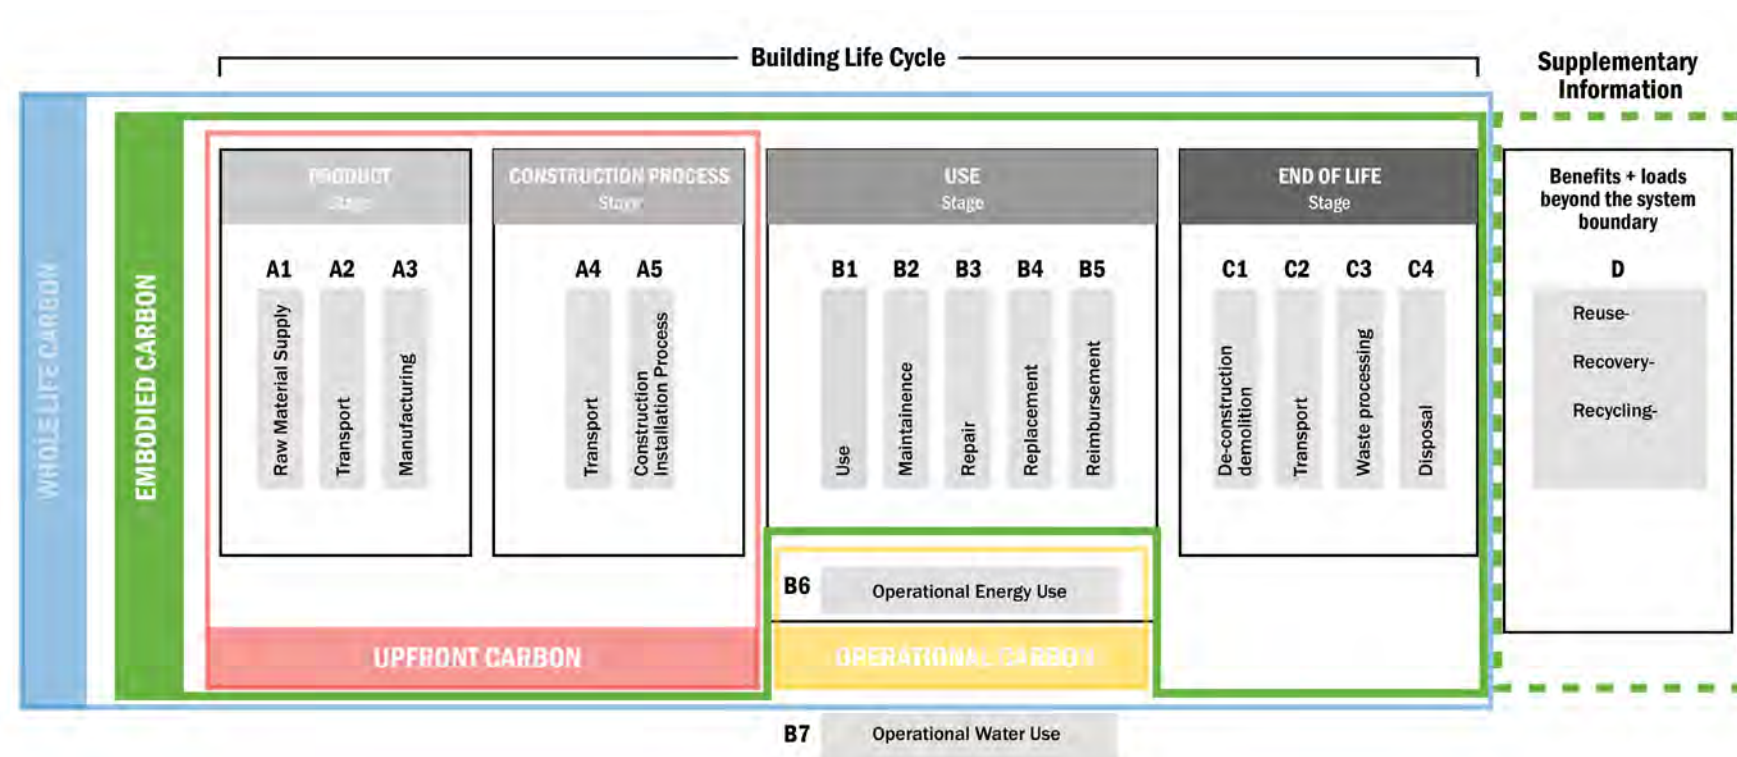 Building Life Cycle
Supplementary
Information
WHOLE LIFE CARBON
EMBODIED CARBON
PRODUCT
Stage
A1
A2
A3
Raw Material Supply
Transport
Manufacturing
CONSTRUCTION PROCESS
Stage
A4
A5
Transport
Construction
Installation Process
USE
Stage
B1
B2
B3
B4
B5
Use
Maintainence
Repair
Replacement
Reimbursement
END OF LIFE
Stage
C1
C2
C3
C4
De-construction
demolition
Transport
Waste processing
Disposal
Benefits + loads
beyond the system
boundary
D
Reuse-
Recovery-
Recycling-
B6
Operational Energy Use
UPFRONT CARBON
OPERATIONAL CARBON
B7
Operational Water Use